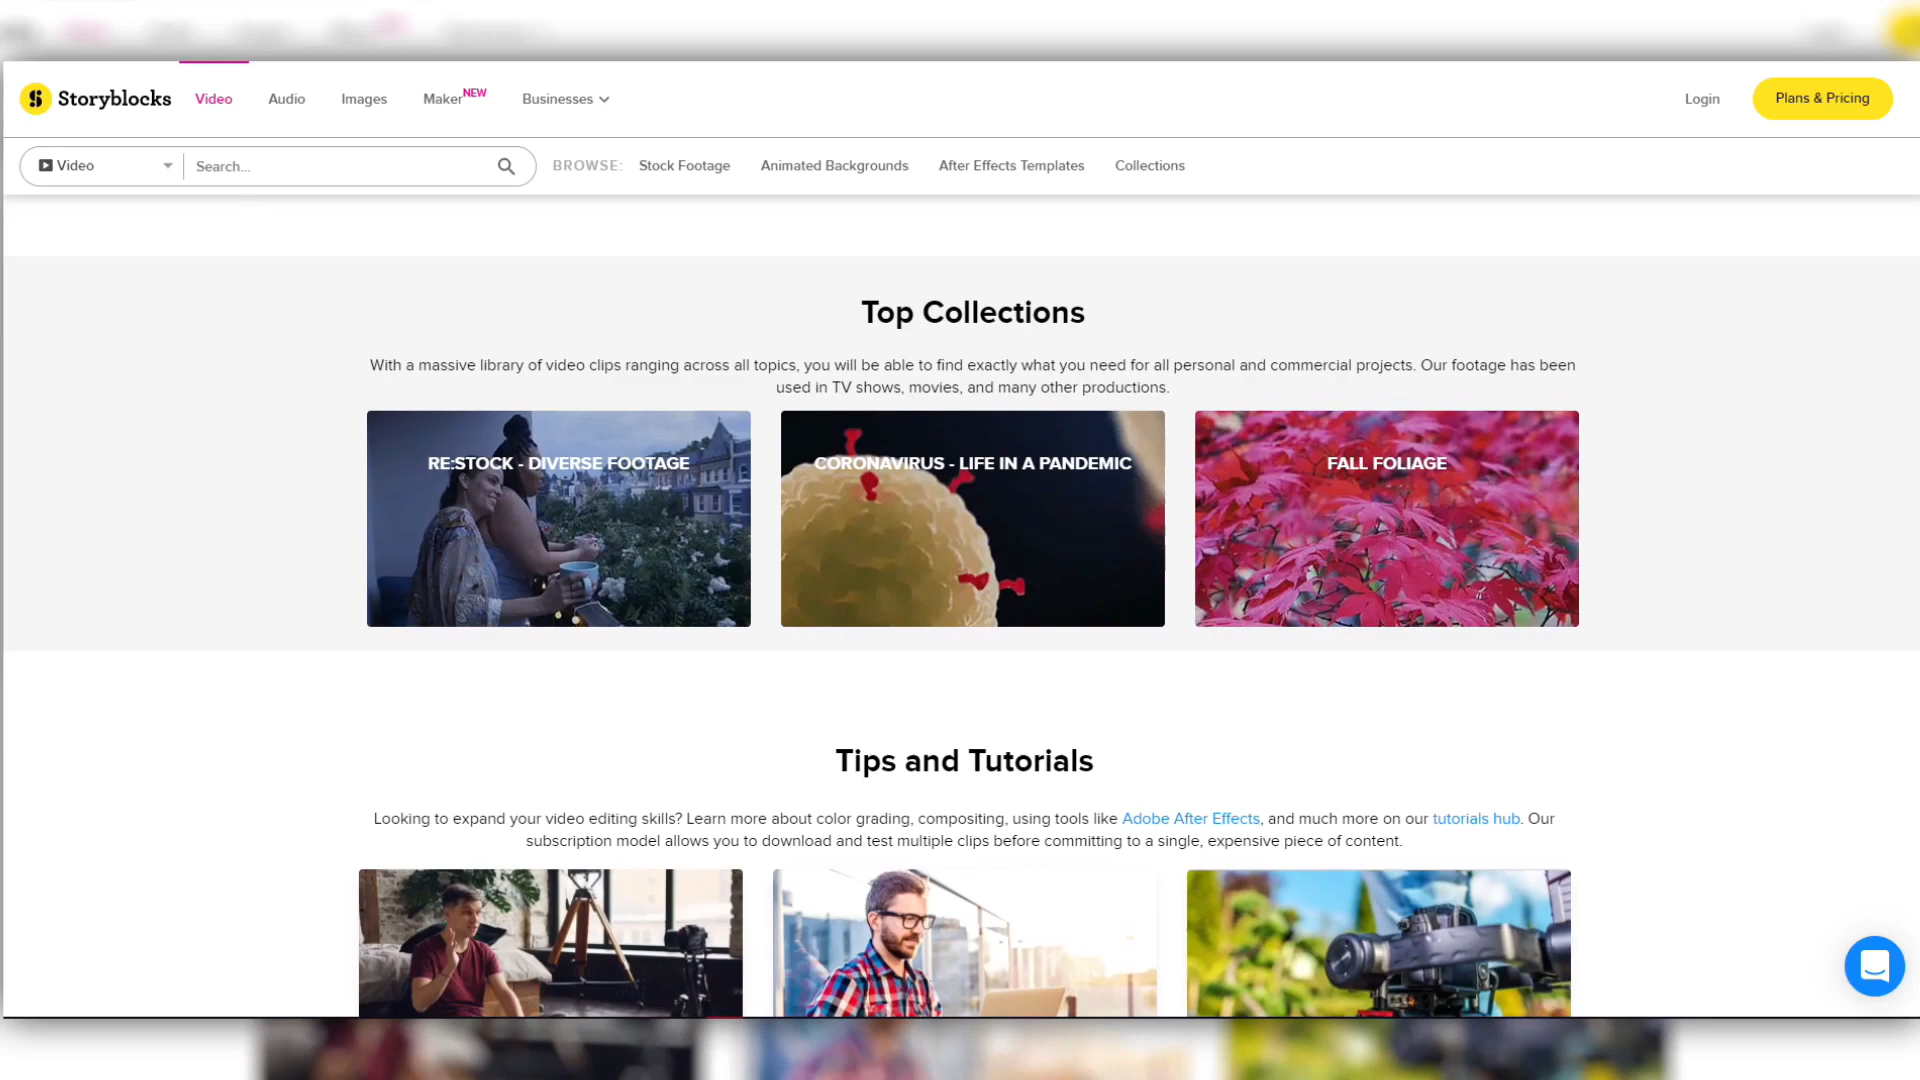 Storyblocks Video Audio Images Maker NEW Businesses Login Plans & Pricing
Video Search... BROWSE: Stock Footage Animated Backgrounds After Effects Templates Collections
Top Collections
With a massive library of video clips ranging across all topics, you will be able to find exactly what you need for all personal and commercial projects. Our footage has been
used in TV shows, movies, and many other productions.
RE:STOCK - DIVERSE FOOTAGE
CORONAVIRUS - LIFE IN A PANDEMIC
FALL FOLIAGE
Tips and Tutorials
Looking to expand your video editing skills? Learn more about color grading, compositing, using tools like Adobe After Effects, and much more on our tutorials hub. Our
subscription model allows you to download and test multiple clips before committing to a single, expensive piece of content.